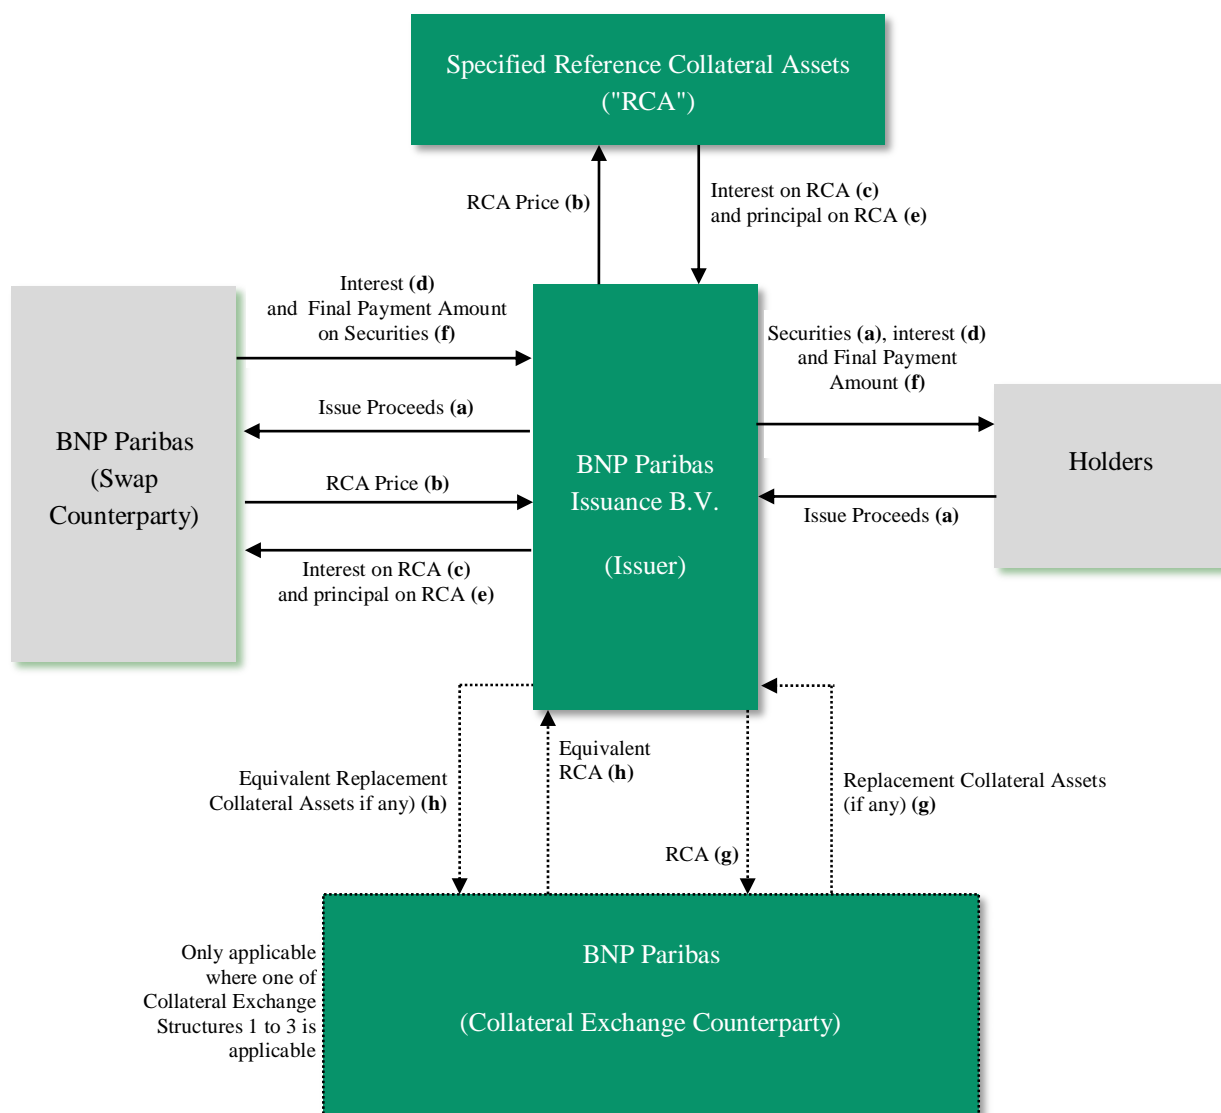 Specified Reference Collateral Assets
("RCA")
RCA Price (b)
Interest on RCA (c)
and principal on RCA (e)
Interest (d)
and Final Payment Amount
on Securities (f)
Securities (a), interest (d)
and Final Payment
Amount (f)
Issue Proceeds (a)
BNP Paribas
(Swap
Counterparty)
RCA Price (b)
BNP Paribas
Issuance B.V.
(Issuer)
Holders
Issue Proceeds (a)
Interest on RCA (c)
and principal on RCA (e)
Equivalent Replacement
Collateral Assets if any) (h)
Equivalent
RCA (h)
RCA (g)
Replacement Collateral Assets
(if any) (g)
Only applicable
where one of
Collateral Exchange
Structures 1 to 3 is
applicable
BNP Paribas
(Collateral Exchange Counterparty)